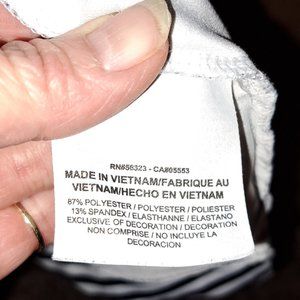 RN#56323 - CA#05553
MADE IN VIETNAM/FABRIQUE AU
VIETNAM/HECHO EN VIETNAM
87% POLYESTER / POLYESTER / POLIESTER
13% SPANDEX / ELASTHANNE / ELASTANO
EXCLUSIVE OF DECORATION / DECORATION
NON COMPRISE / NO INCLUYE LA
DECORACION